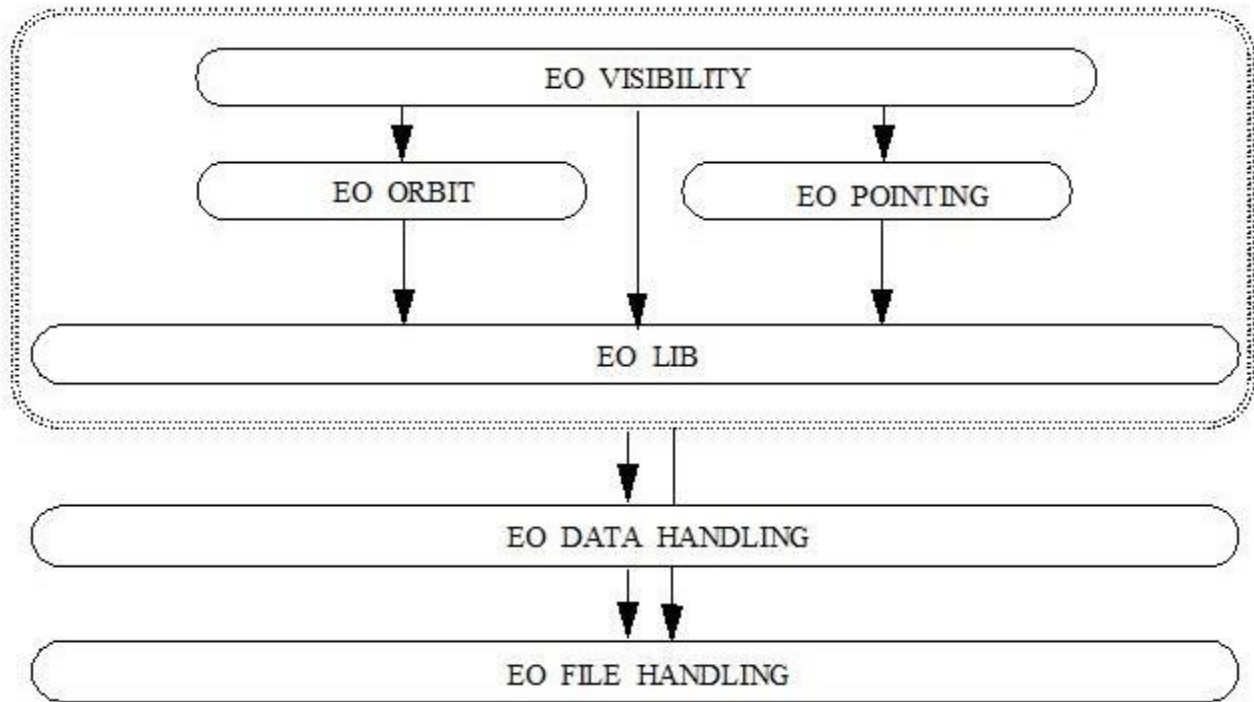 EO VISIBILITY
EO ORBIT
EO POINTING
EO LIB
EO DATA HANDLING
EO FILE HANDLING